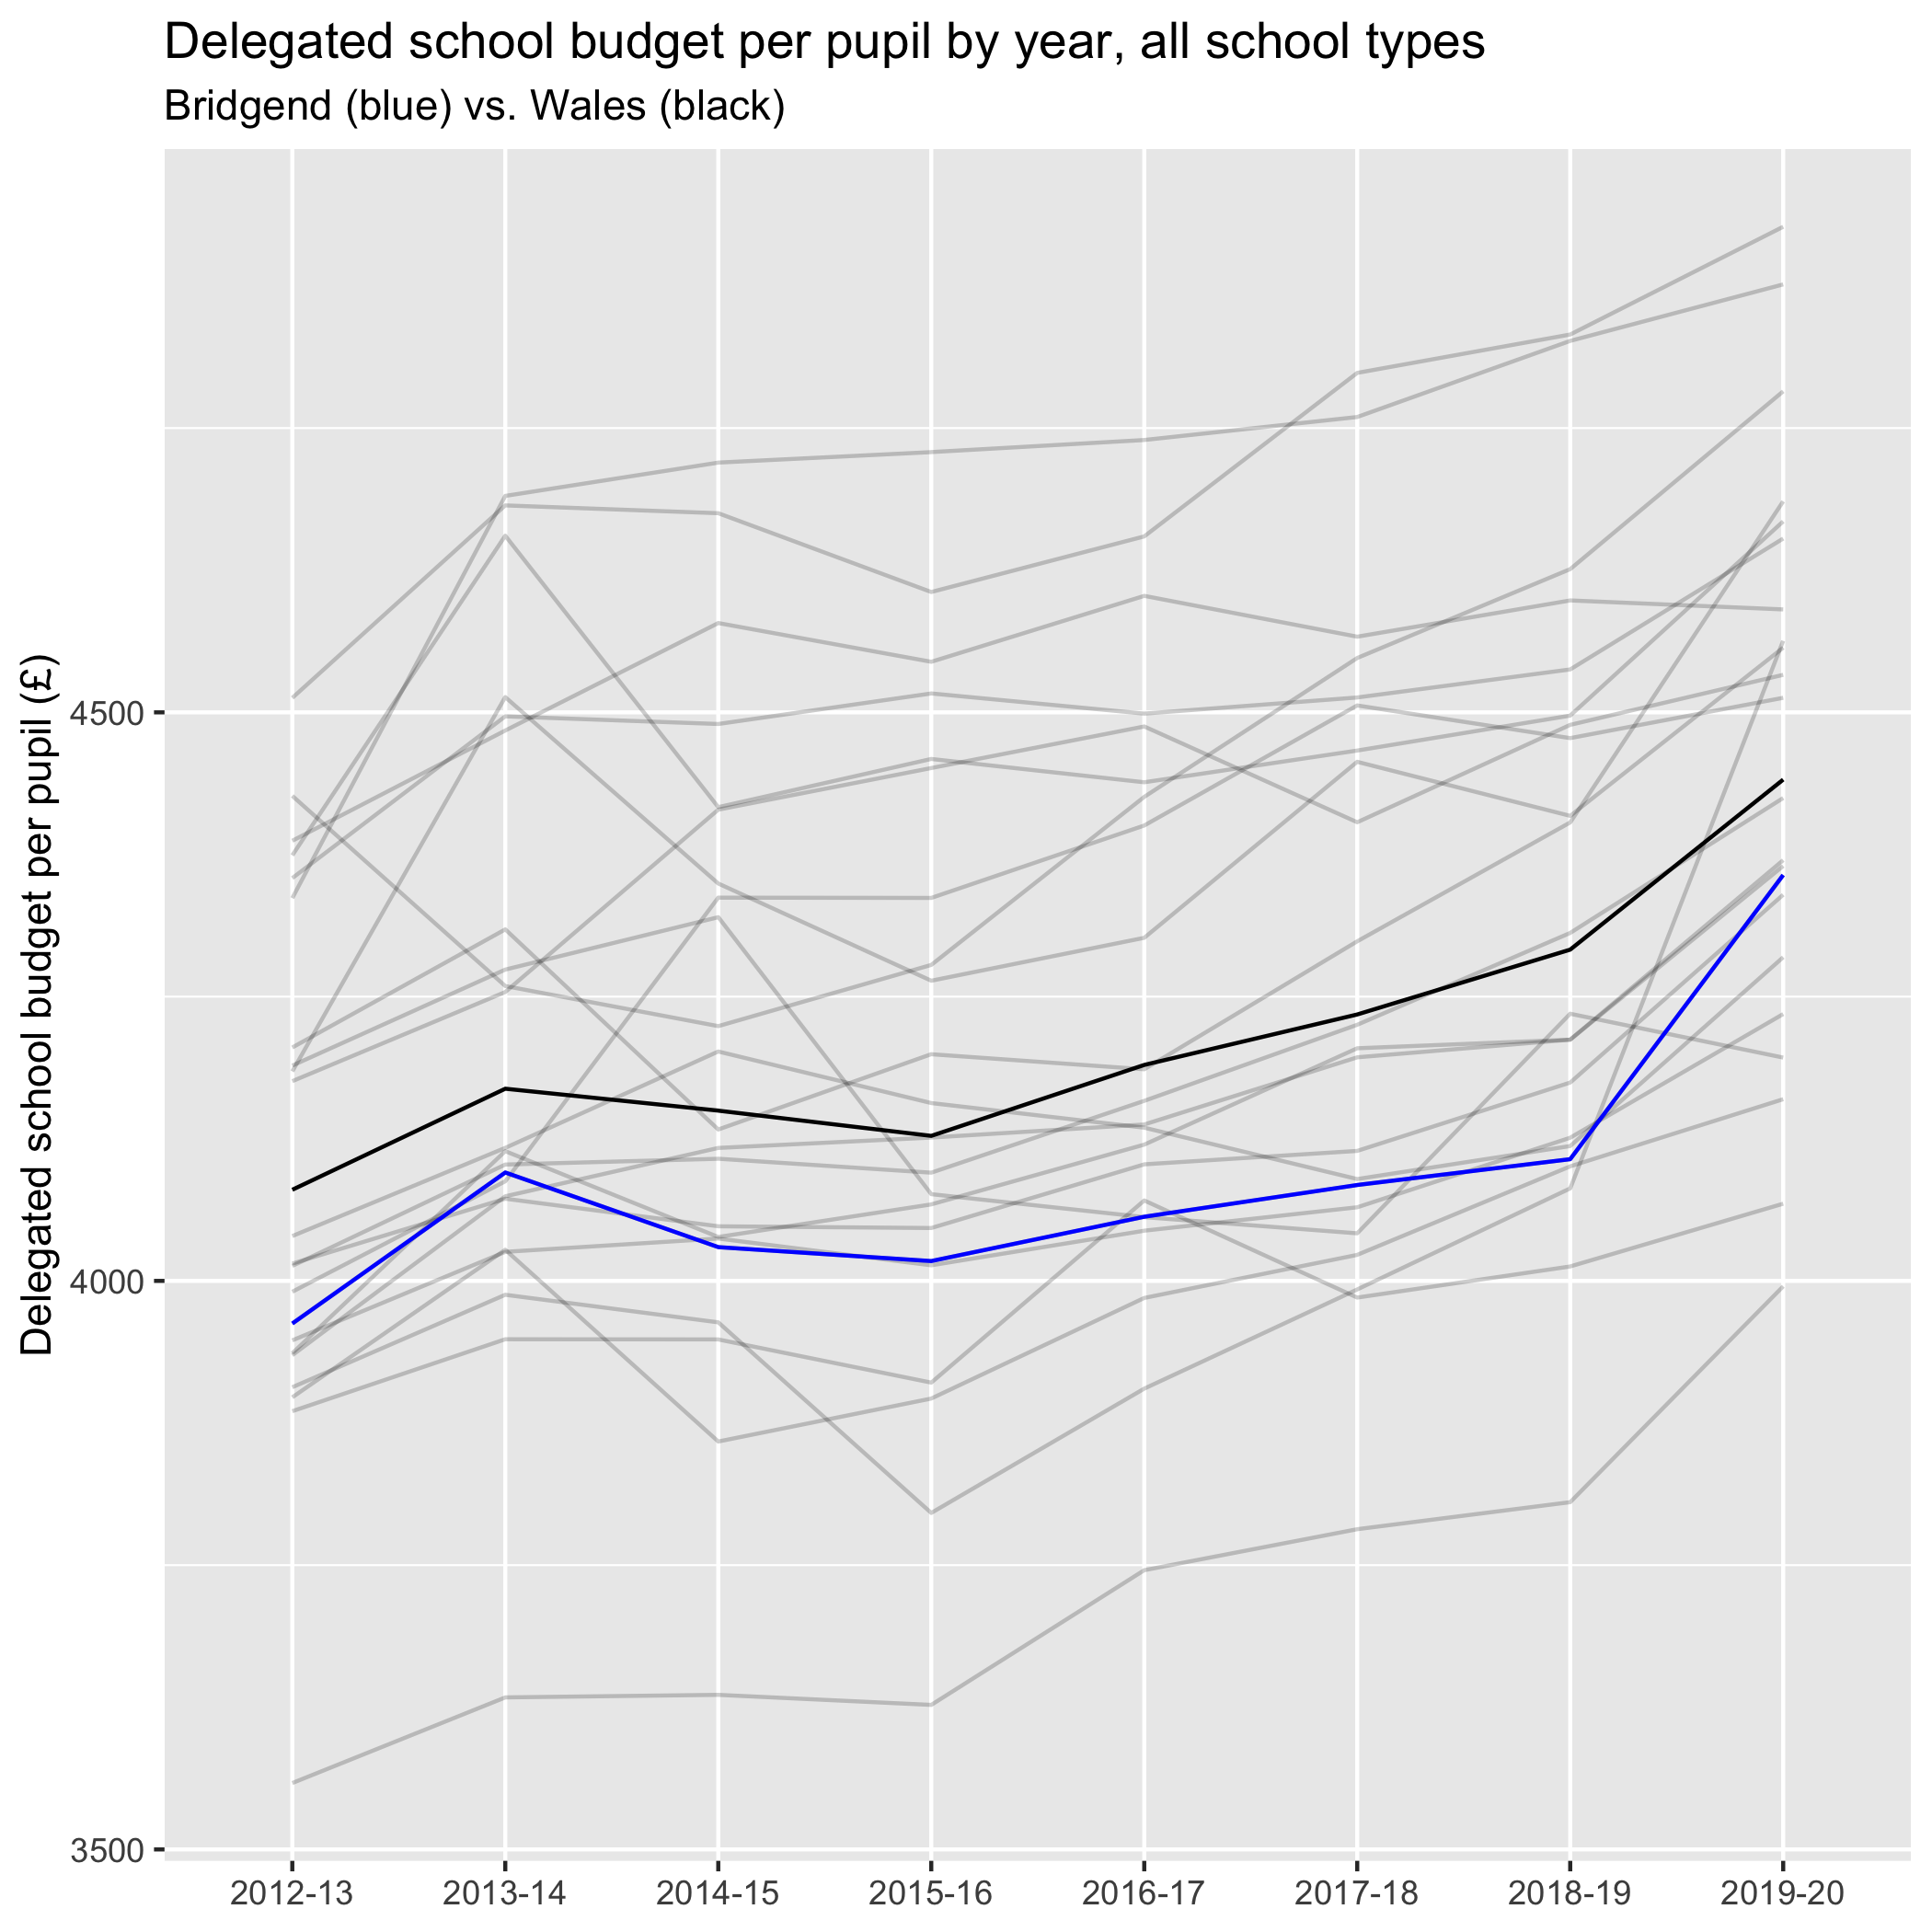 Delegated school budget per pupil by year, all school types
Bridgend (blue) vs. Wales (black)
Delegated school budget per pupil (£)
4500
4000
3500
2012-13 2013-14 2014-15 2015-16 2016-17 2017-18 2018-19 2019-20